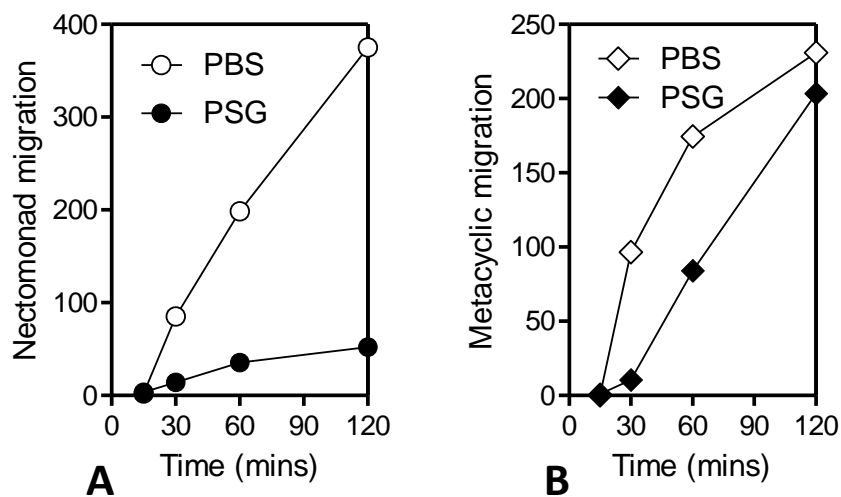 400
300
200
100
0
Nectomonad migration
PBS
PSG
0 30 60 90 120
Time (mins)
A
250
200
150
100
50
0
Metacyclic migration
PBS
PSG
0 30 60 90 120
Time (mins)
B